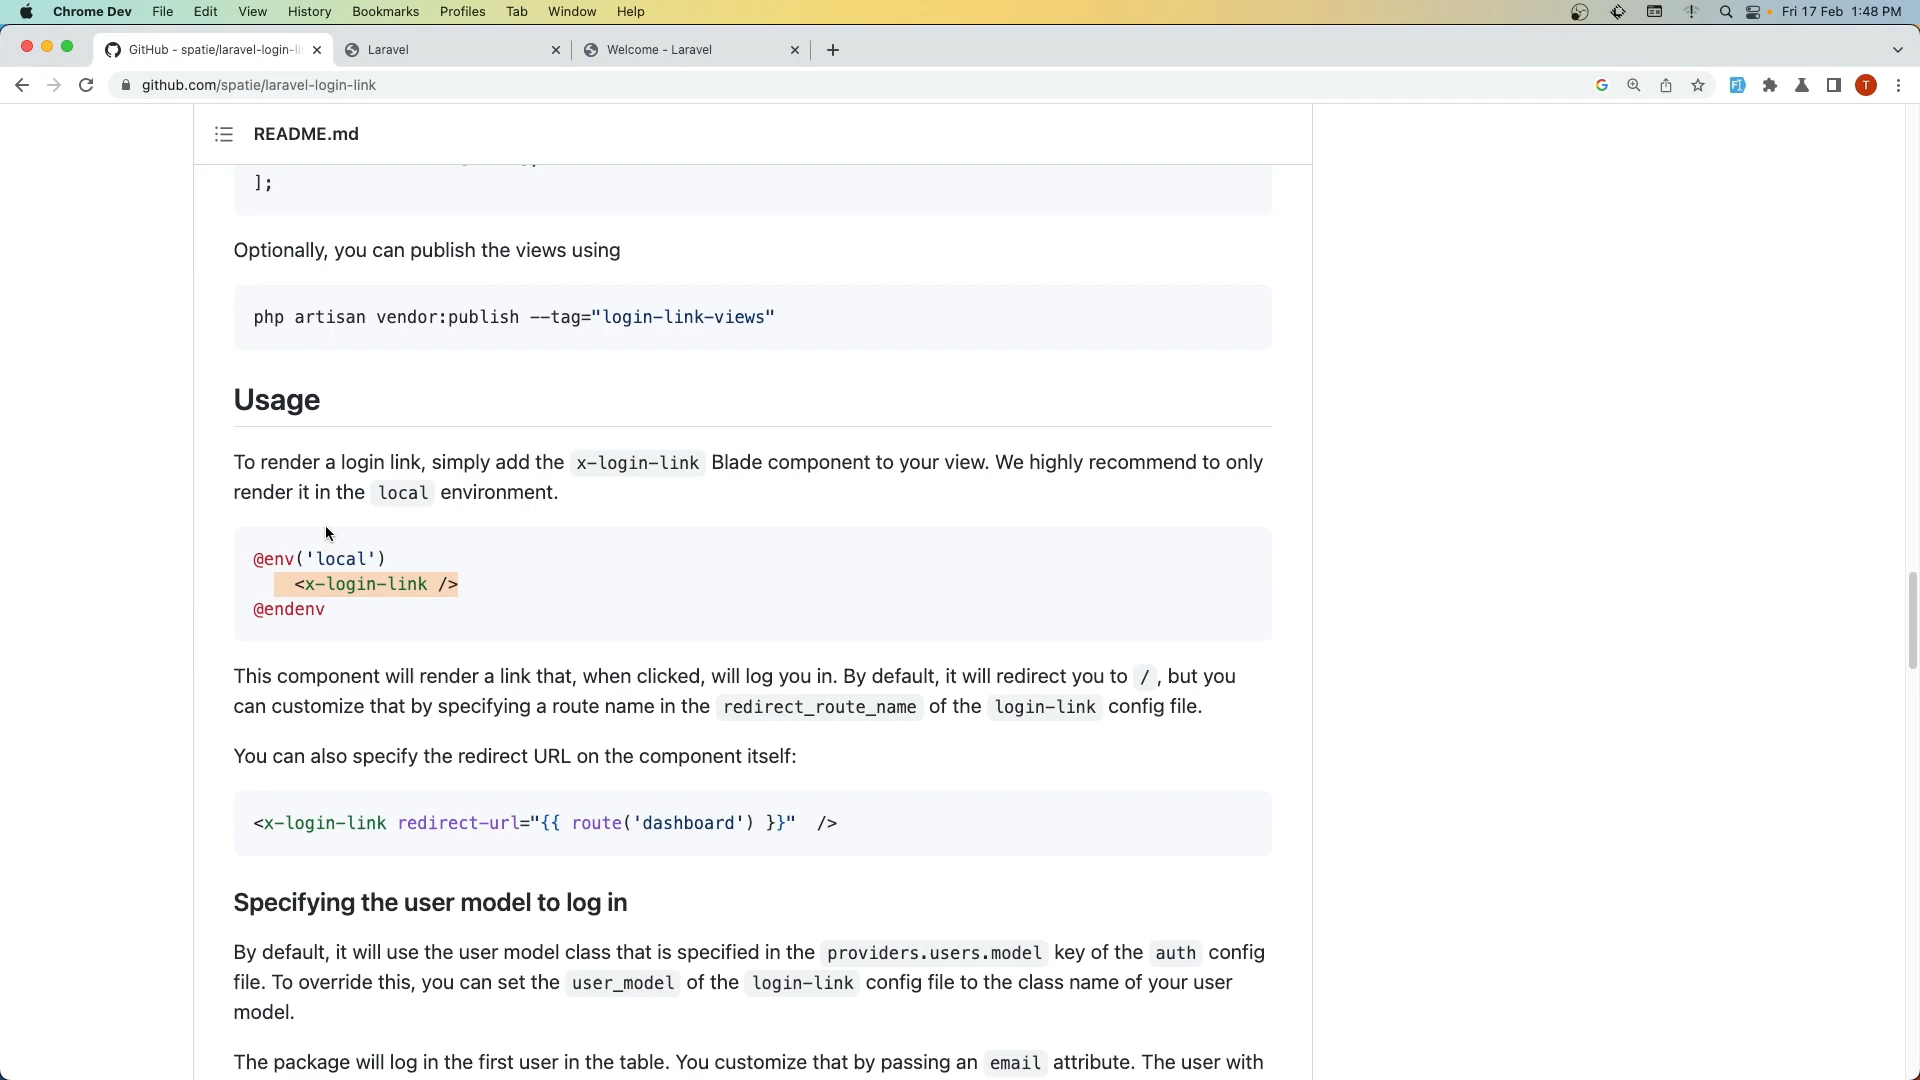 Chrome Dev File Edit View History Bookmarks Profiles Tab Window Help Fri 17 Feb 1:48 PM
GitHub - spatie/laravel-login-li Laravel Welcome - Laravel
github.com/spatie/laravel-login-link T
README.md
];
Optionally, you can publish the views using
php artisan vendor:publish --tag="login-link-views"
Usage
To render a login link, simply add the x-login-link Blade component to your view. We highly recommend to only
render it in the local environment.
@env('local')
<x-login-link />
@endenv
This component will render a link that, when clicked, will log you in. By default, it will redirect you to /, but you
can customize that by specifying a route name in the redirect_route_name of the login-link config file.
You can also specify the redirect URL on the component itself:
<x-login-link redirect-url="{{ route('dashboard') }}"  />
Specifying the user model to log in
By default, it will use the user model class that is specified in the providers.users.model key of the auth config
file. To override this, you can set the user_model of the login-link config file to the class name of your user
model.
The package will log in the first user in the table. You customize that by passing an email attribute. The user with